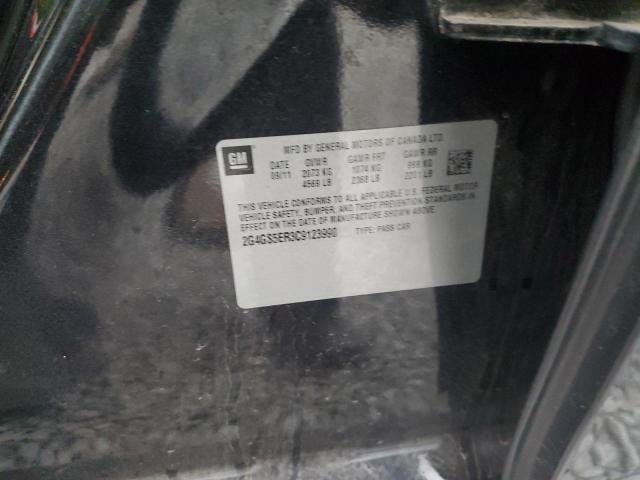 GM
MFD BY GENERAL MOTORS OF CANADA LTD.
DATE GVWR GAWR FRT GAWR RR
09/11 2073 KG 1074 KG 999 KG
4569 LB 2368 LB 2201 LB
THIS VEHICLE CONFORMS TO ALL APPLICABLE U.S. FEDERAL MOTOR
VEHICLE SAFETY, BUMPER, AND THEFT PREVENTION STANDARDS IN
EFFECT ON THE DATE OF MANUFACTURE SHOWN ABOVE.
2G4GS5ER3C9123990 TYPE: PASS CAR